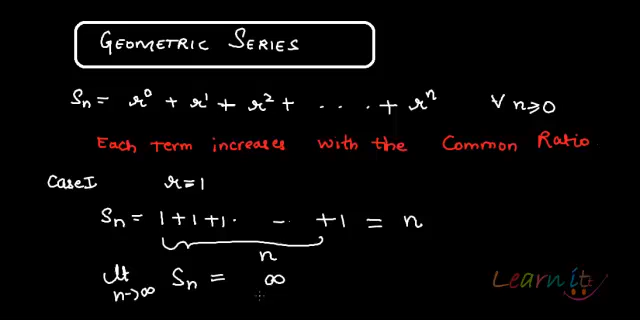 GEOMETRIC SERIES
Sₙ = r⁰ + r¹ + r² + . . . . + rⁿ ∀ n≥0
Each Term increases with the Common Ratio
Case I r = 1
Sₙ = 1+1+1. - +1 = n
n
lt n→∞ Sₙ = ∞
Learnit